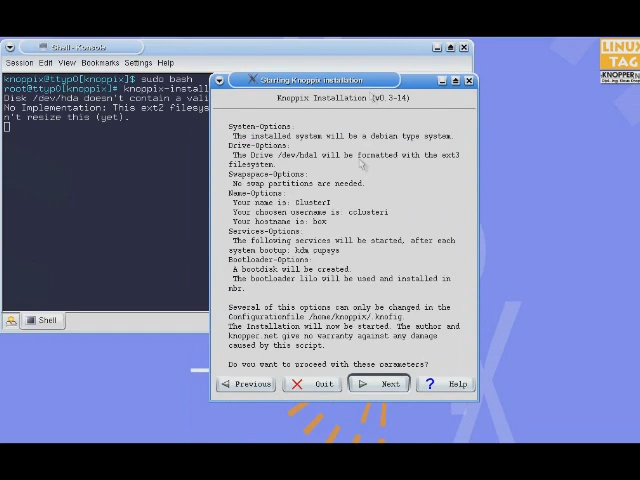 Shell - Konsole
Session Edit View Bookmarks Settings Help
knoppix@ttyp0[knoppix]$ sudo bash
root@ttyp0[knoppix]= knoppix-install
Disk /dev/hda doesn't contain a vali
No Implementation: This ext2 filesys
n't resize this (yet).
Shell
Starting Knoppix installation
Knoppix Installation (v0.3-14)
System-Options:
The installed system will be a debian type system.
Drive-Options:
The Drive /dev/hda1 will be formatted with the ext3
filesystem.
Swapspace-Options:
No swap partitions are needed.
Name-Options:
Your name is: ClusterI
Your choosen username is: cclusteri
Your hostname is: box
Services-Options:
The following services will be started, after each
system bootup: kdm cupsys
Bootloader-Options:
A bootdisk will be created.
The bootloader lilo will be used and installed in
mbr.
Several of this options can only be changed in the
Configurationfile /home/knoppix/.knofig.
The Installation will now be started. The author and
knopper.net give no warranty against any damage
caused by this script.
Do you want to proceed with these parameters?
Previous Quit Next ? Help
LINUX
TAG
KNOPPER